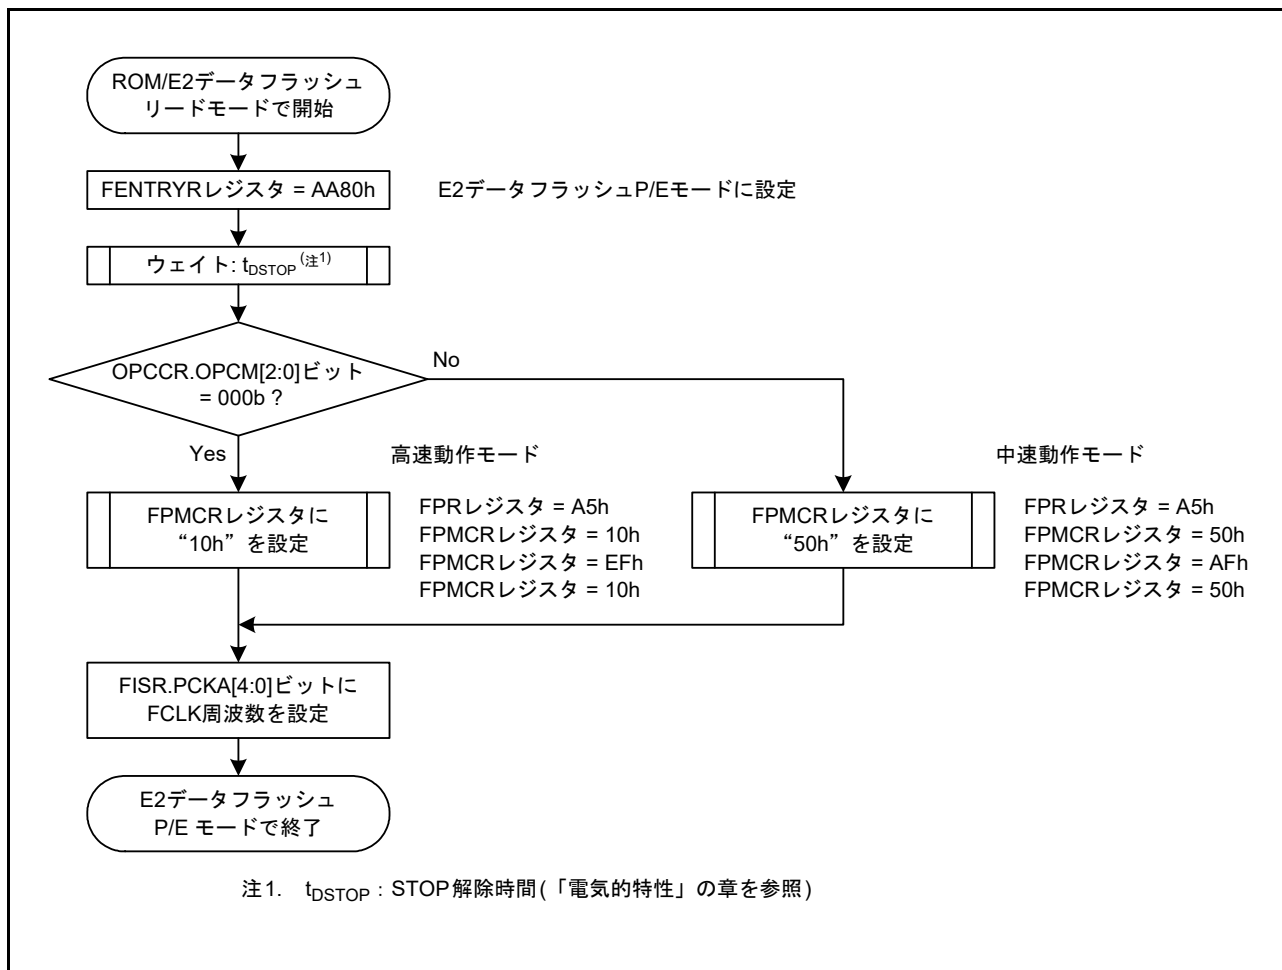 ROM/E2データフラッシュ
リードモードで開始
FENTRYRレジスタ = AA80h
E2データフラッシュP/Eモードに設定
ウェイト: tDSTOP (注1)
OPCCR.OPCM[2:0]ビット
= 000b ?
No
Yes
高速動作モード
中速動作モード
FPMCRレジスタに
“10h” を設定
FPRレジスタ = A5h
FPMCRレジスタ = 10h
FPMCRレジスタ = EFh
FPMCRレジスタ = 10h
FPMCRレジスタに
“50h” を設定
FPRレジスタ = A5h
FPMCRレジスタ = 50h
FPMCRレジスタ = AFh
FPMCRレジスタ = 50h
FISR.PCKA[4:0]ビットに
FCLK周波数を設定
E2データフラッシュ
P/E モードで終了
注1. tDSTOP : STOP解除時間(「電気的特性」の章を参照)